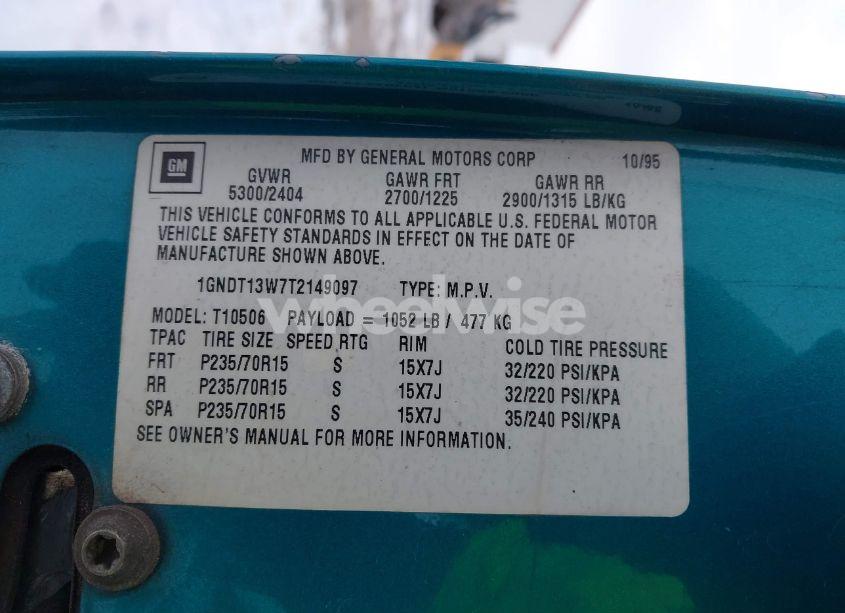 GM
MFD BY GENERAL MOTORS CORP 10/95
GVWR GAWR FRT GAWR RR
5300/2404 2700/1225 2900/1315 LB/KG
THIS VEHICLE CONFORMS TO ALL APPLICABLE U.S. FEDERAL MOTOR
VEHICLE SAFETY STANDARDS IN EFFECT ON THE DATE OF
MANUFACTURE SHOWN ABOVE.
1GNDT13W7T2149097 TYPE: M.P.V.
wheelwise
MODEL: T10506 PAYLOAD = 1052 LB / 477 KG
TPAC TIRE SIZE SPEED RTG RIM COLD TIRE PRESSURE
FRT P235/70R15 S 15X7J 32/220 PSI/KPA
RR P235/70R15 S 15X7J 32/220 PSI/KPA
SPA P235/70R15 S 15X7J 35/240 PSI/KPA
SEE OWNER'S MANUAL FOR MORE INFORMATION.